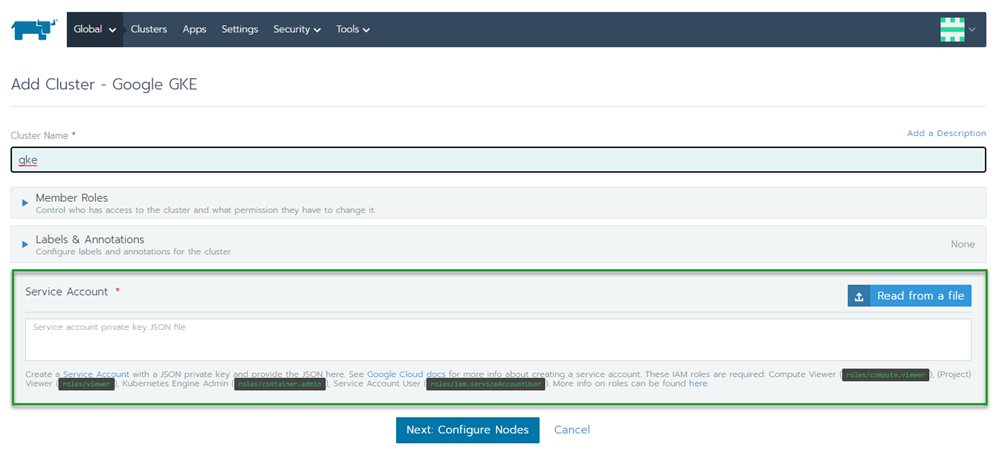 Global Clusters Apps Settings Security Tools
Add Cluster - Google GKE
Cluster Name * Add a Description
gke
Member Roles
Control who has access to the cluster and what permission they have to change it.
Labels & Annotations
Configure labels and annotations for the cluster. None
Service Account * Read from a file
Service account private key JSON file
Create a Service Account with a JSON private key and provide the JSON here. See Google Cloud docs for more info about creating a service account. These IAM roles are required: Compute Viewer (roles/compute.viewer), (Project)
Viewer (roles/viewer), Kubernetes Engine Admin (roles/container.admin), Service Account User (roles/iam.serviceAccountUser). More info on roles can be found here.
Next: Configure Nodes Cancel